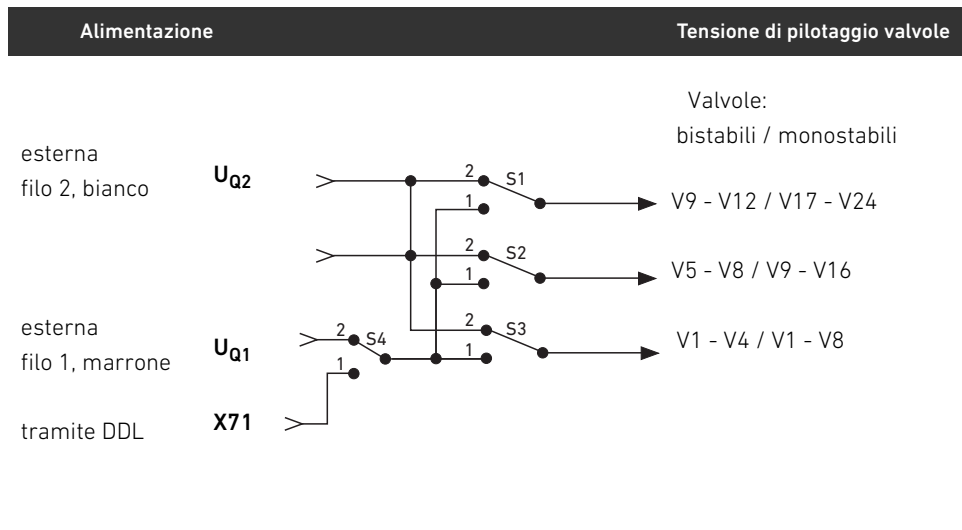 Alimentazione Tensione di pilotaggio valvole
Valvole:
bistabili / monostabili
esterna
filo 2, bianco
UQ2
2 S1
1
V9 - V12 / V17 - V24
2 S2
1
V5 - V8 / V9 - V16
esterna
filo 1, marrone
UQ1
2 S4
1
2 S3
1
V1 - V4 / V1 - V8
tramite DDL
X71